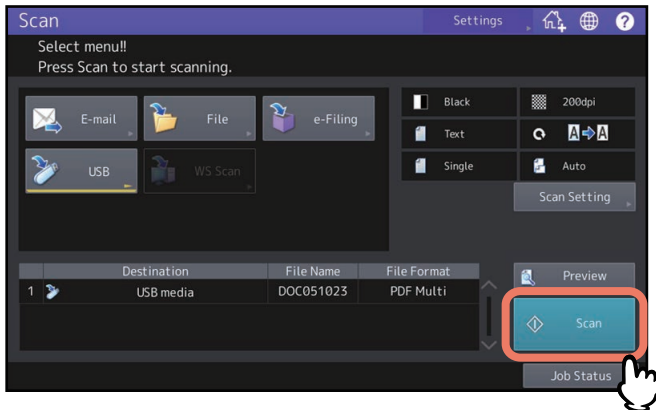 Scan
Settings
Select menu!!
Press Scan to start scanning.
E-mail
File
e-Filing
USB
WS Scan
Black
200dpi
Text
A A
Single
Auto
Scan Setting
Destination File Name File Format
1 USB media DOC051023 PDF Multi
Preview
Scan
Job Status